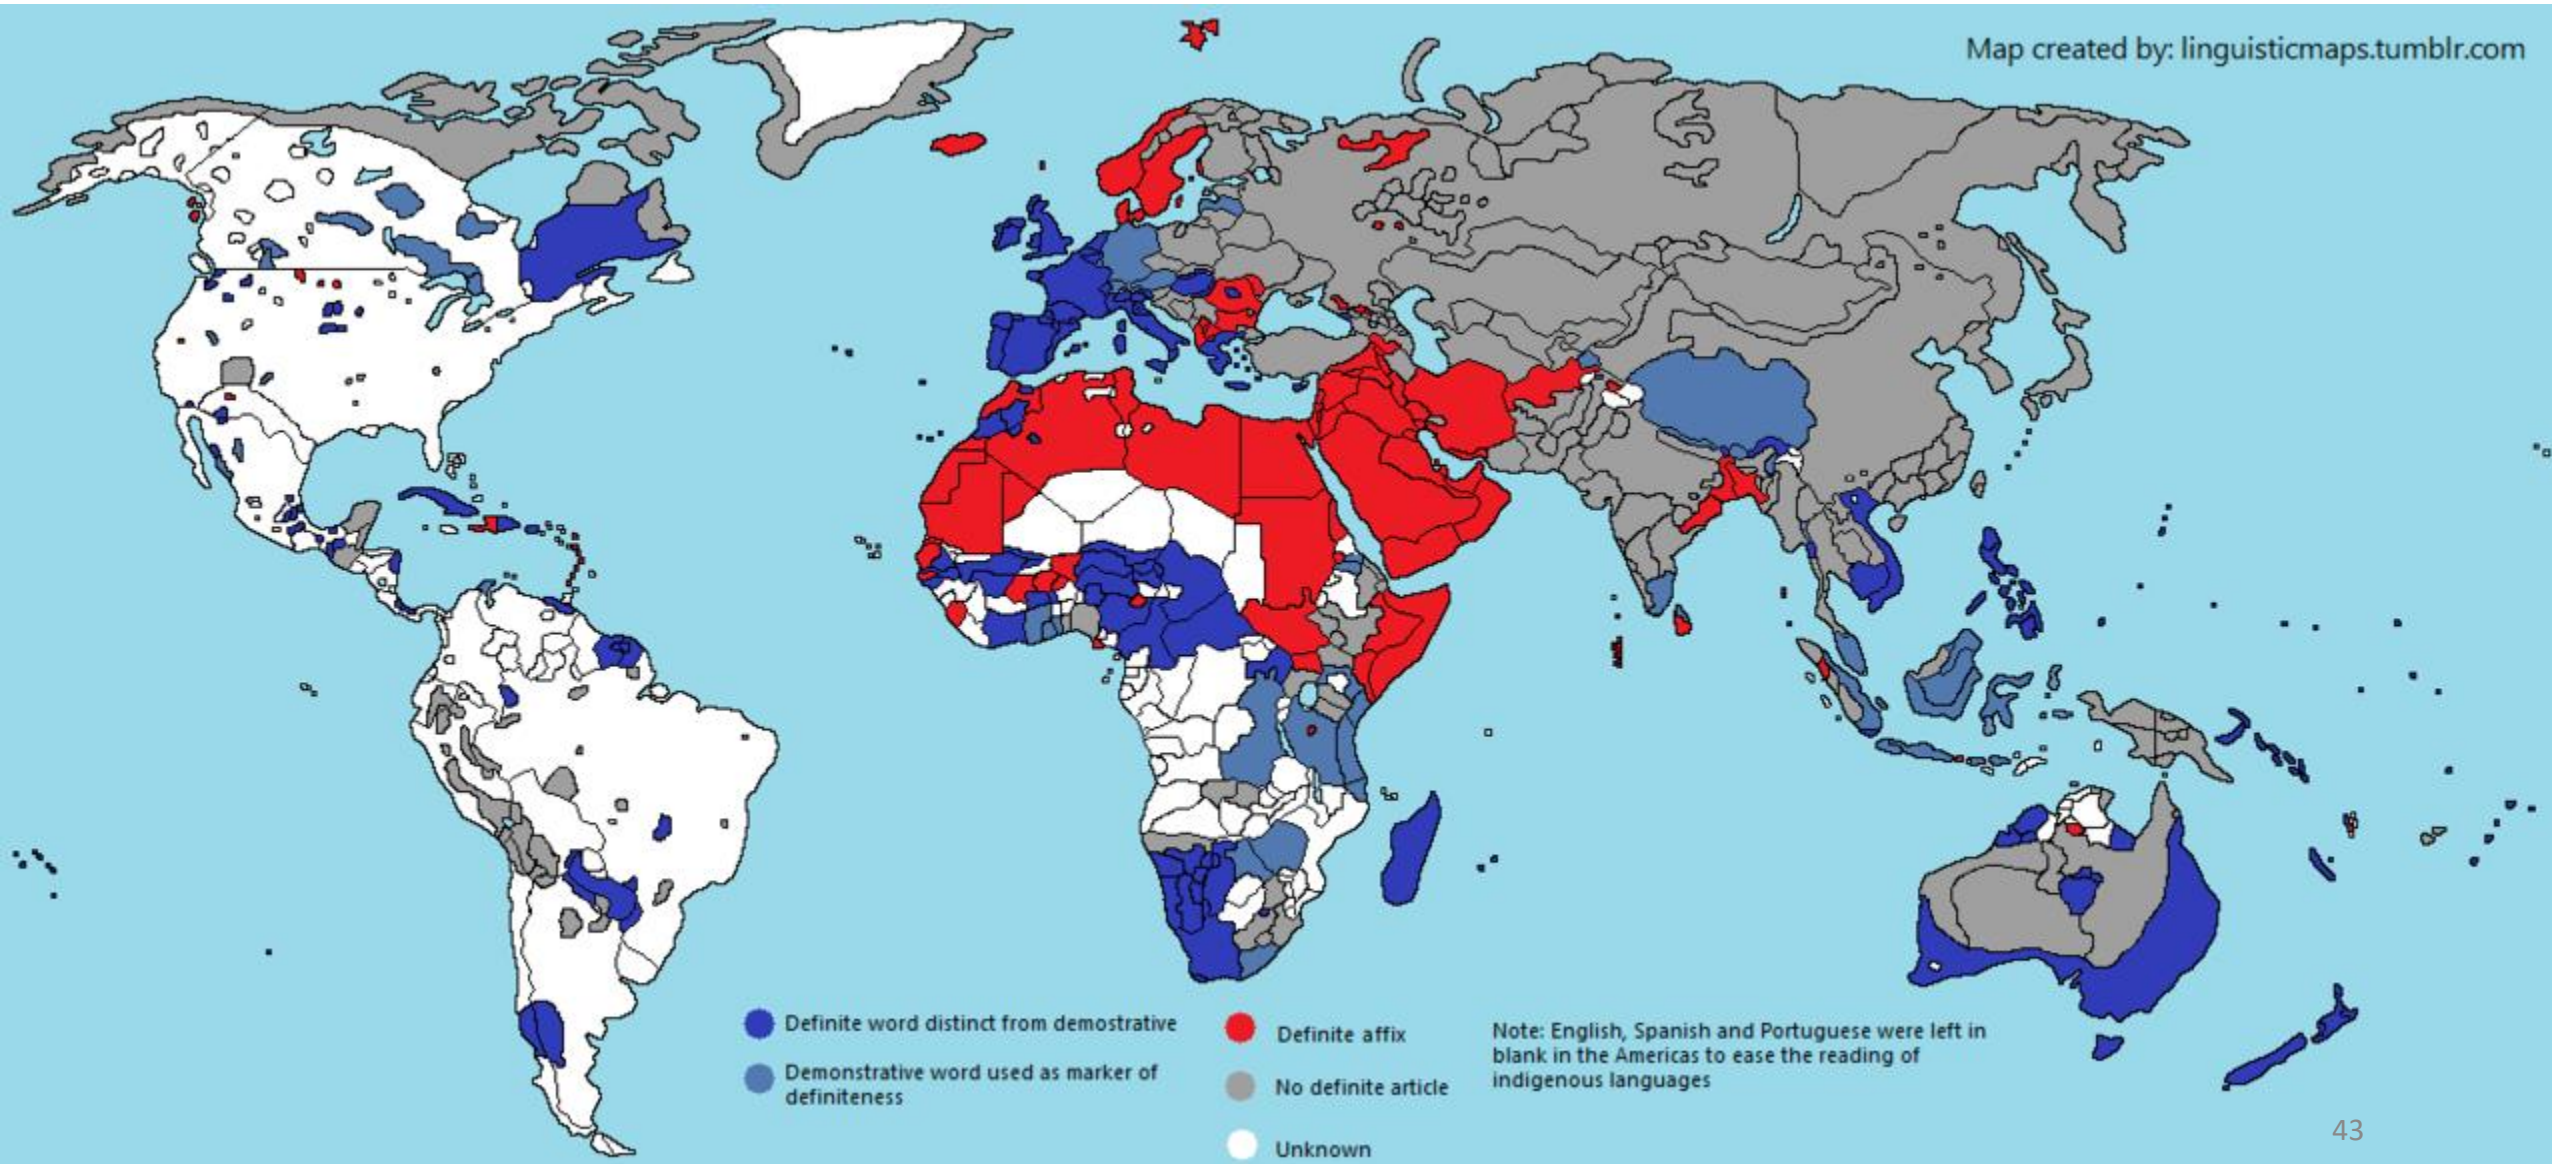 Map created by: linguisticmaps.tumblr.com
Definite word distinct from demostrative
Demonstrative word used as marker of
definiteness
Definite affix
No definite article
Unknown
Note: English, Spanish and Portuguese were left in
blank in the Americas to ease the reading of
indigenous languages
43